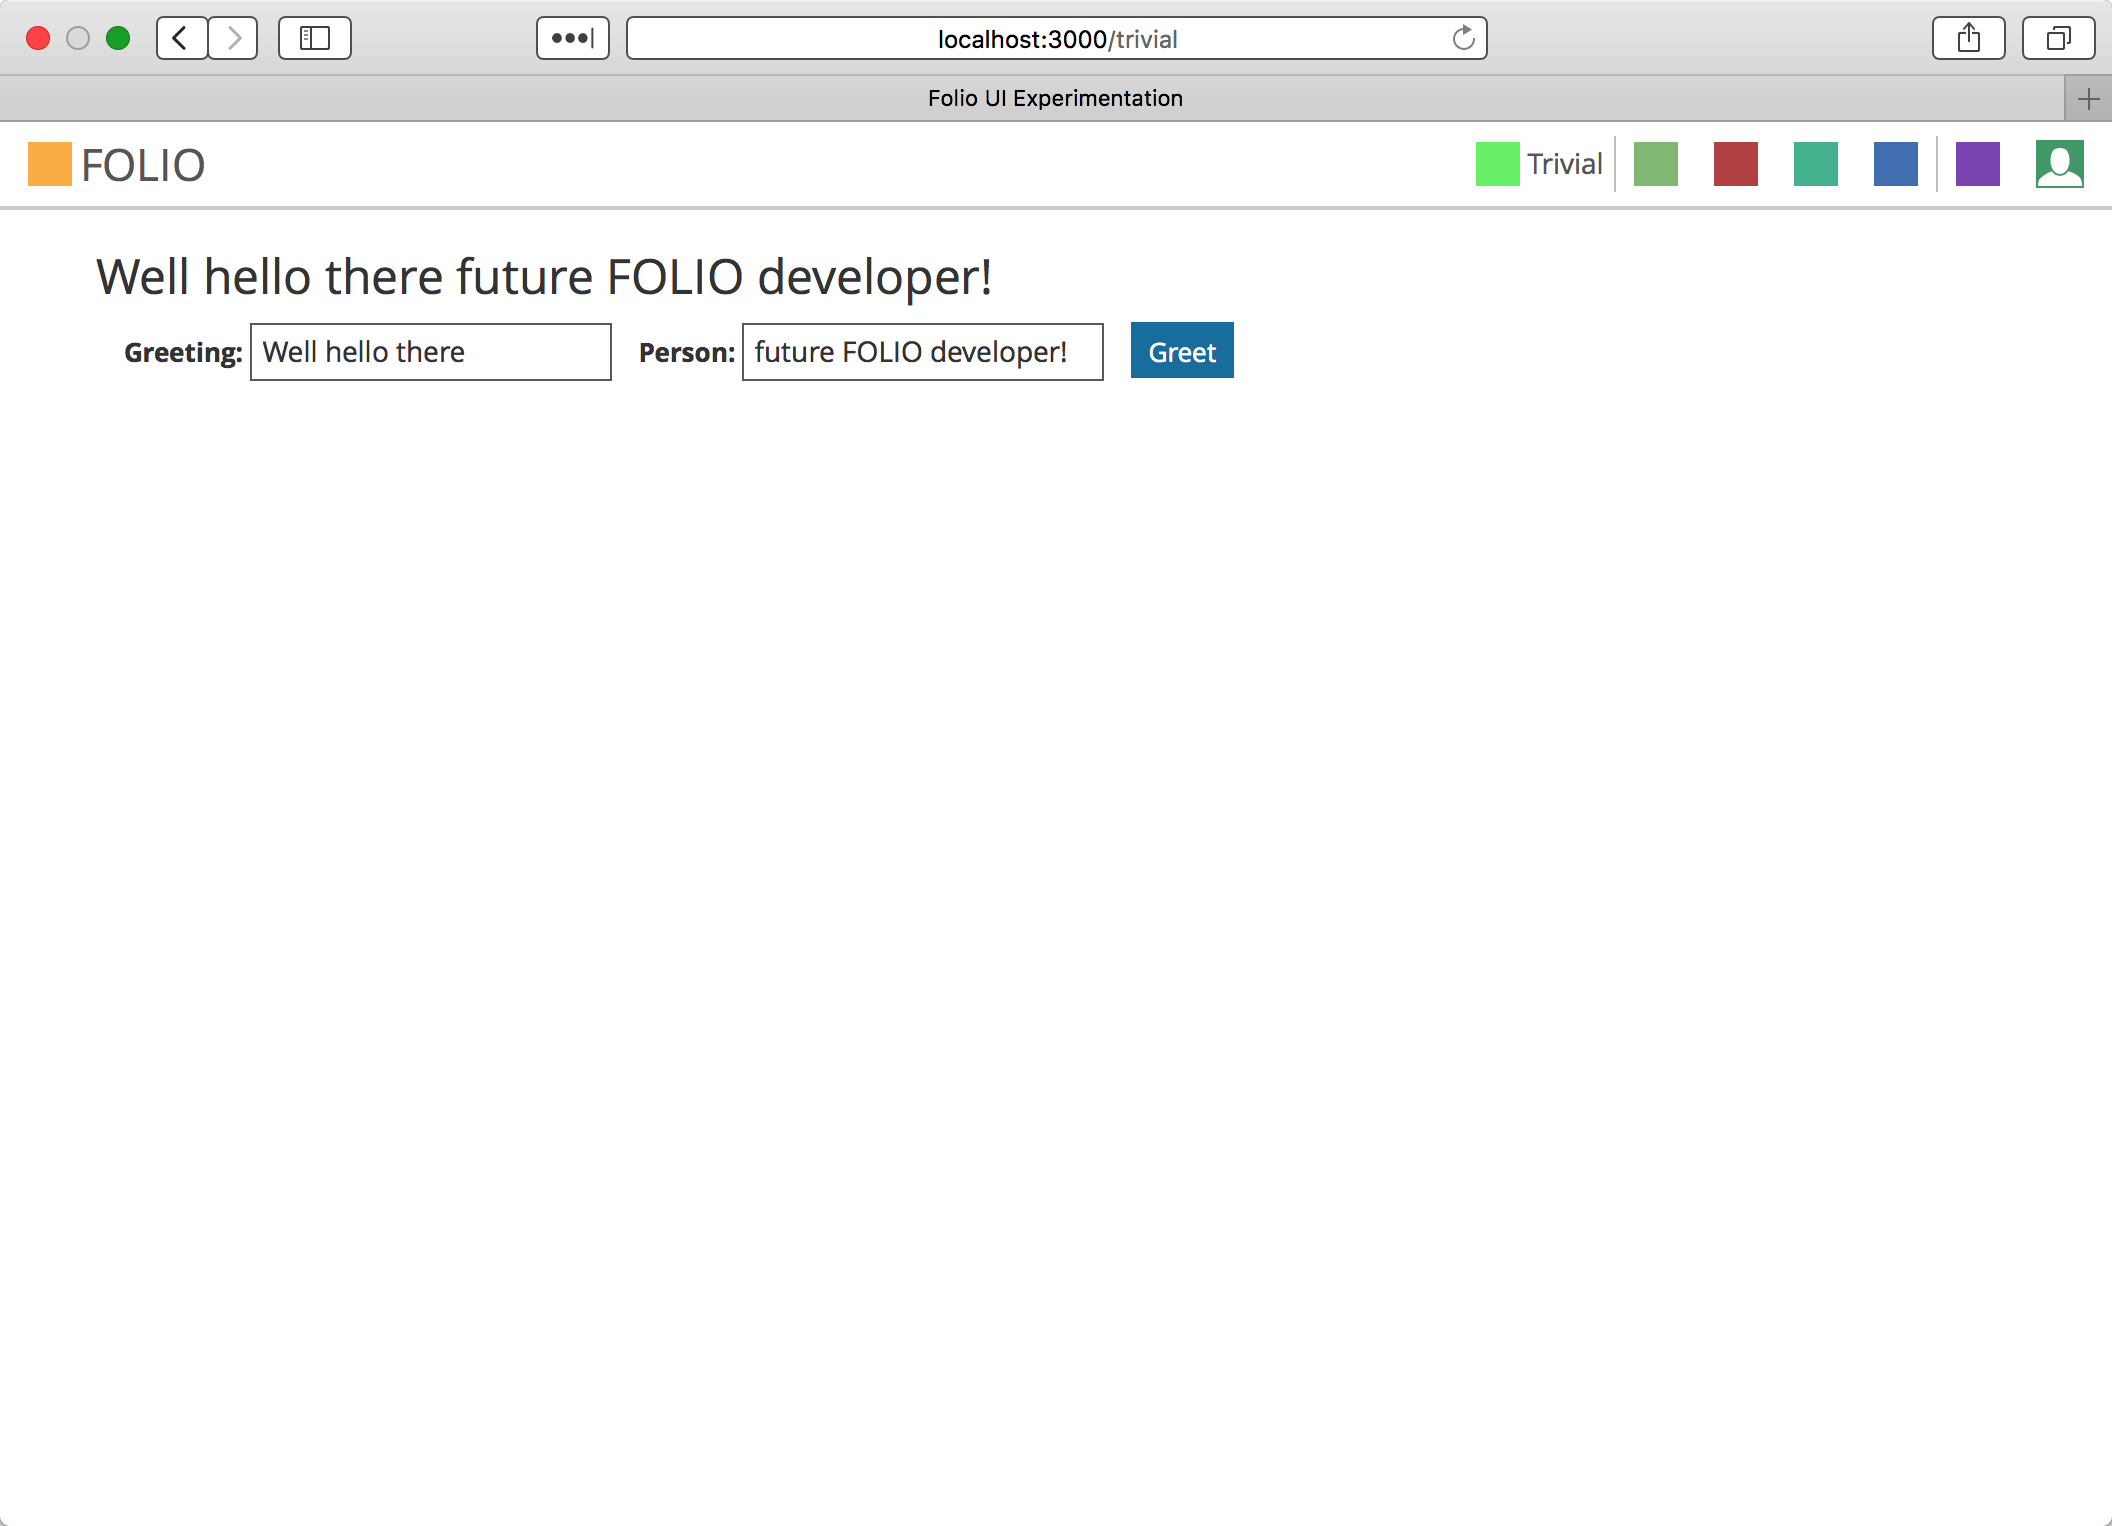 localhost:3000/trivial
Folio UI Experimentation
FOLIO Trivial
Well hello there future FOLIO developer!
Greeting: Well hello there Person: future FOLIO developer! Greet